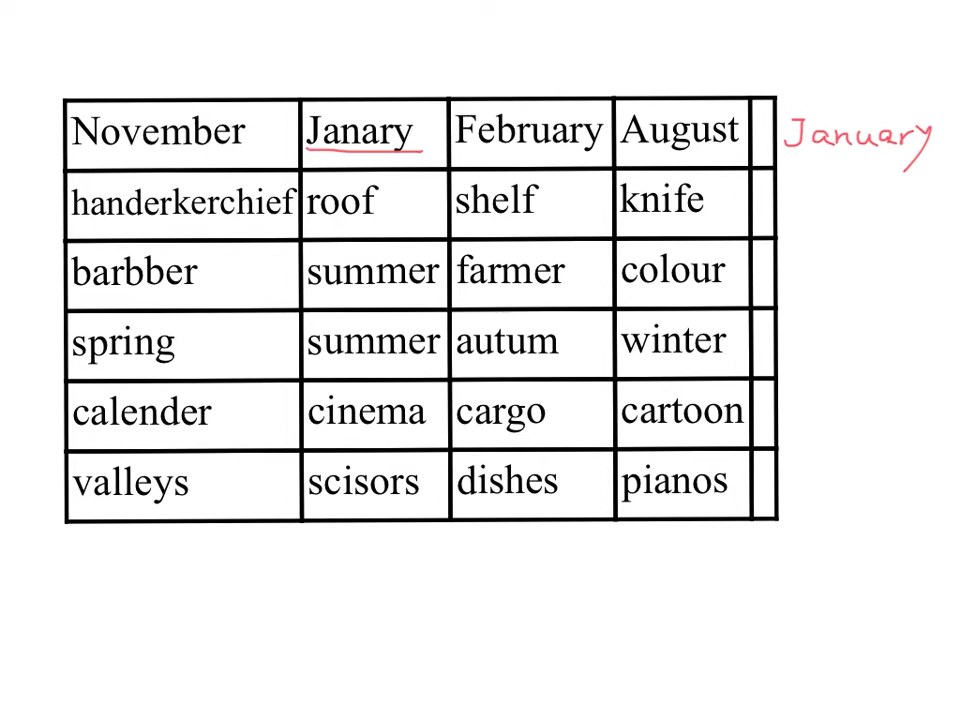 November Janary February August January
handerkerchief roof shelf knife
barbber summer farmer colour
spring summer autum winter
calender cinema cargo cartoon
valleys scisors dishes pianos